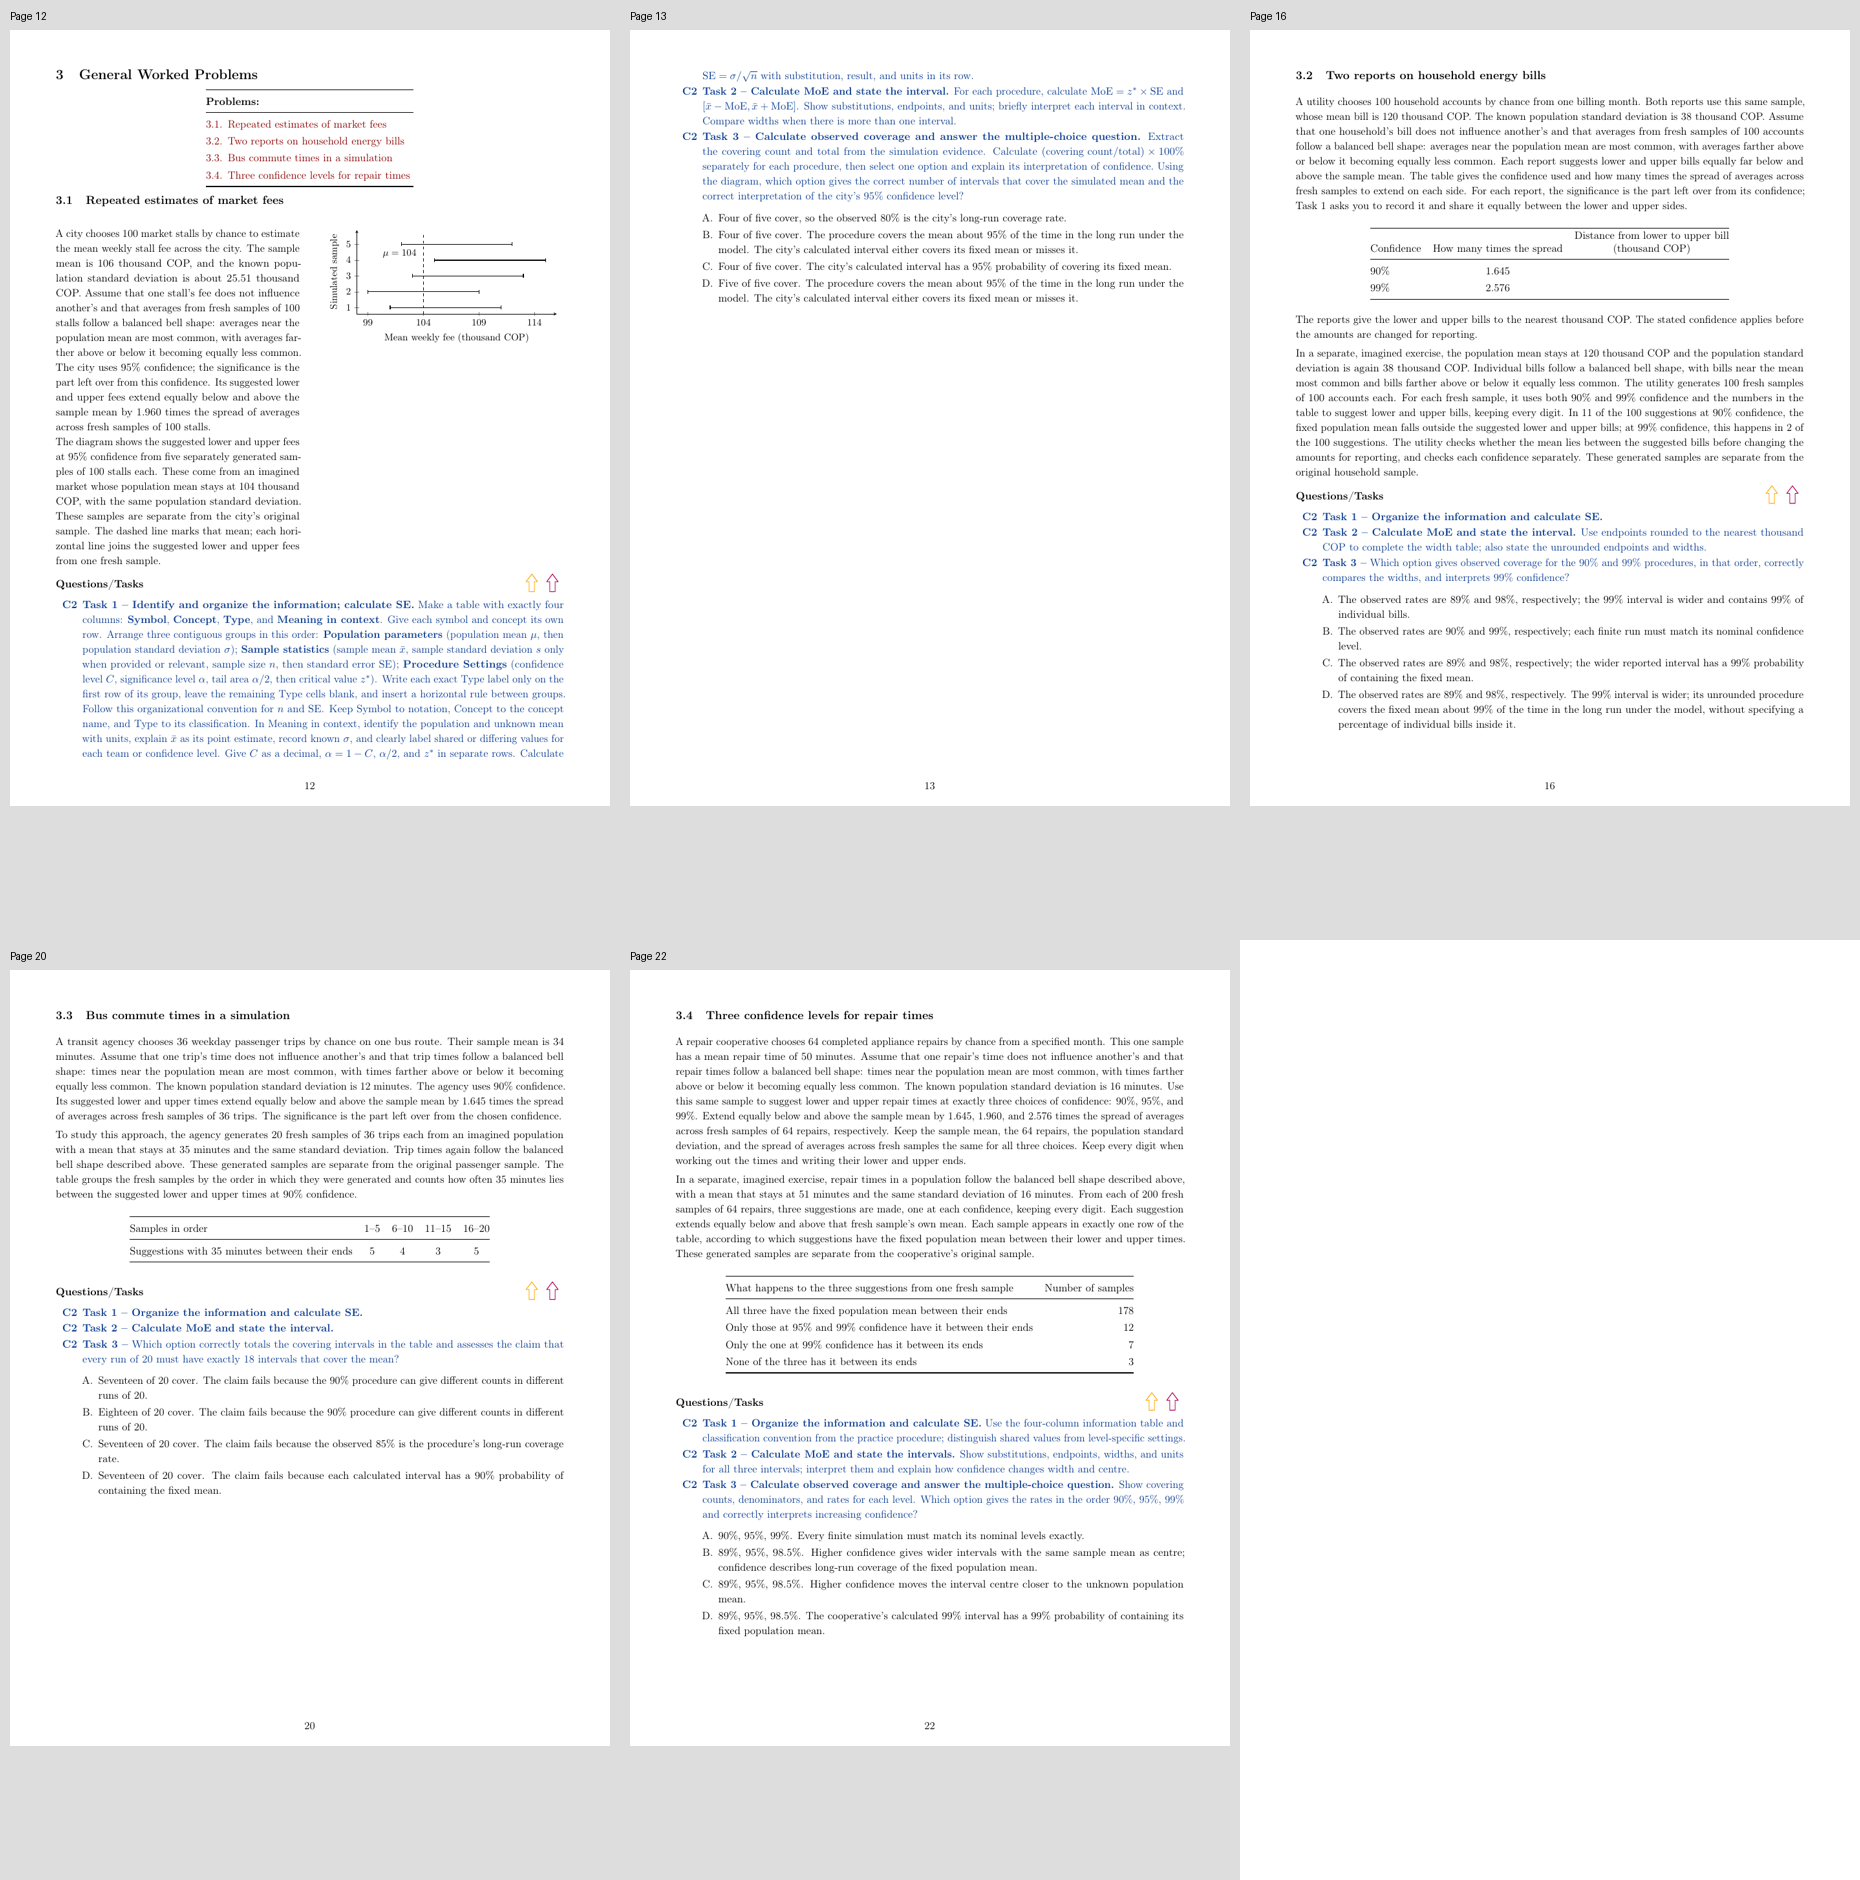 Page 12
3 General Worked Problems
Problems:
3.1. Repeated estimates of market fees
3.2. Two reports on household energy bills
3.3. Bus commute times in a simulation
3.4. Three confidence levels for repair times
3.1 Repeated estimates of market fees
A city chooses 100 market stalls by chance to estimate
the mean weekly stall fee across the city. The sample
mean is 106 thousand COP, and the known popu-
lation standard deviation is about 25.51 thousand
COP. Assume that one stall's fee does not influence
another's and that averages from fresh samples of 100
stalls follow a balanced bell shape: averages near the
population mean are most common, with averages far-
ther above or below it becoming equally less common.
The city uses 95% confidence; the significance is the
part left over from this confidence. Its suggested lower
and upper fees extend equally below and above the
sample mean by 1.960 times the spread of averages
across fresh samples of 100 stalls.
The diagram shows the suggested lower and upper fees
at 95% confidence from five separately generated sam-
ples of 100 stalls each. These come from an imagined
market whose population mean stays at 104 thousand
COP, with the same population standard deviation.
These samples are separate from the city's original
sample. The dashed line marks that mean; each hori-
zontal line joins the suggested lower and upper fees
from one fresh sample.
Simulated sample
5
4
3
2
1
μ = 104
99 104 109 114
Mean weekly fee (thousand COP)
Questions/Tasks
C2 Task 1 – Identify and organize the information; calculate SE. Make a table with exactly four
columns: Symbol, Concept, Type, and Meaning in context. Give each symbol and concept its own
row. Arrange three contiguous groups in this order: Population parameters (population mean μ, then
population standard deviation σ); Sample statistics (sample mean x̄, sample standard deviation s only
when provided or relevant, sample size n, then standard error SE); Procedure Settings (confidence
level C, significance level α, tail area α/2, then critical value z*). Write each exact Type label only on the
first row of its group, leave the remaining Type cells blank, and insert a horizontal rule between groups.
Follow this organizational convention for n and SE. Keep Symbol to notation, Concept to the concept
name, and Type to its classification. In Meaning in context, identify the population and unknown mean
with units, explain x̄ as its point estimate, record known σ, and clearly label shared or differing values for
each team or confidence level. Give C as a decimal, α = 1 − C, α/2, and z* in separate rows. Calculate
12
Page 13
SE = σ/√n with substitution, result, and units in its row.
C2 Task 2 – Calculate MoE and state the interval. For each procedure, calculate MoE = z* × SE and
[x̄ − MoE, x̄ + MoE]. Show substitutions, endpoints, and units; briefly interpret each interval in context.
Compare widths when there is more than one interval.
C2 Task 3 – Calculate observed coverage and answer the multiple-choice question. Extract
the covering count and total from the simulation evidence. Calculate (covering count/total) × 100%
separately for each procedure, then select one option and explain its interpretation of confidence. Using
the diagram, which option gives the correct number of intervals that cover the simulated mean and the
correct interpretation of the city's 95% confidence level?
A. Four of five cover, so the observed 80% is the city's long-run coverage rate.
B. Four of five cover. The procedure covers the mean about 95% of the time in the long run under the
model. The city's calculated interval either covers its fixed mean or misses it.
C. Four of five cover. The city's calculated interval has a 95% probability of covering its fixed mean.
D. Five of five cover. The procedure covers the mean about 95% of the time in the long run under the
model. The city's calculated interval either covers its fixed mean or misses it.
13
Page 16
3.2 Two reports on household energy bills
A utility chooses 100 household accounts by chance from one billing month. Both reports use this same sample,
whose mean bill is 120 thousand COP. The known population standard deviation is 38 thousand COP. Assume
that one household's bill does not influence another's and that averages from fresh samples of 100 accounts
follow a balanced bell shape: averages near the population mean are most common, with averages farther above
or below it becoming equally less common. Each report suggests lower and upper bills equally far below and
above the sample mean. The table gives the confidence used and how many times the spread of averages across
fresh samples to extend on each side. For each report, the significance is the part left over from its confidence;
Task 1 asks you to record it and share it equally between the lower and upper sides.
Confidence How many times the spread Distance from lower to upper bill
(thousand COP)
90% 1.645
99% 2.576
The reports give the lower and upper bills to the nearest thousand COP. The stated confidence applies before
the amounts are changed for reporting.
In a separate, imagined exercise, the population mean stays at 120 thousand COP and the population standard
deviation is again 38 thousand COP. Individual bills follow a balanced bell shape, with bills near the mean
most common and bills farther above or below it equally less common. The utility generates 100 fresh samples
of 100 accounts each. For each fresh sample, it uses both 90% and 99% confidence and the numbers in the
table to suggest lower and upper bills, keeping every digit. In 11 of the 100 suggestions at 90% confidence, the
fixed population mean falls outside the suggested lower and upper bills; at 99% confidence, this happens in 2 of
the 100 suggestions. The utility checks whether the mean lies between the suggested bills before changing the
amounts for reporting, and checks each confidence separately. These generated samples are separate from the
original household sample.
Questions/Tasks
C2 Task 1 – Organize the information and calculate SE.
C2 Task 2 – Calculate MoE and state the interval. Use endpoints rounded to the nearest thousand
COP to complete the width table; also state the unrounded endpoints and widths.
C2 Task 3 – Which option gives observed coverage for the 90% and 99% procedures, in that order, correctly
compares the widths, and interprets 99% confidence?
A. The observed rates are 89% and 98%, respectively; the 99% interval is wider and contains 99% of
individual bills.
B. The observed rates are 90% and 99%, respectively; each finite run must match its nominal confidence
level.
C. The observed rates are 89% and 98%, respectively; the wider reported interval has a 99% probability
of containing the fixed mean.
D. The observed rates are 89% and 98%, respectively. The 99% interval is wider; its unrounded procedure
covers the fixed mean about 99% of the time in the long run under the model, without specifying a
percentage of individual bills inside it.
16
Page 20
3.3 Bus commute times in a simulation
A transit agency chooses 36 weekday passenger trips by chance on one bus route. Their sample mean is 34
minutes. Assume that one trip's time does not influence another's and that trip times follow a balanced bell
shape: times near the population mean are most common, with times farther above or below it becoming
equally less common. The known population standard deviation is 12 minutes. The agency uses 90% confidence.
Its suggested lower and upper times extend equally below and above the sample mean by 1.645 times the spread
of averages across fresh samples of 36 trips. The significance is the part left over from the chosen confidence.
To study this approach, the agency generates 20 fresh samples of 36 trips each from an imagined population
with a mean that stays at 35 minutes and the same standard deviation. Trip times again follow the balanced
bell shape described above. These generated samples are separate from the original passenger sample. The
table groups the fresh samples by the order in which they were generated and counts how often 35 minutes lies
between the suggested lower and upper times at 90% confidence.
Samples in order 1–5 6–10 11–15 16–20
Suggestions with 35 minutes between their ends 5 4 3 5
Questions/Tasks
C2 Task 1 – Organize the information and calculate SE.
C2 Task 2 – Calculate MoE and state the interval.
C2 Task 3 – Which option correctly totals the covering intervals in the table and assesses the claim that
every run of 20 must have exactly 18 intervals that cover the mean?
A. Seventeen of 20 cover. The claim fails because the 90% procedure can give different counts in different
runs of 20.
B. Eighteen of 20 cover. The claim fails because the 90% procedure can give different counts in different
runs of 20.
C. Seventeen of 20 cover. The claim fails because the observed 85% is the procedure's long-run coverage
rate.
D. Seventeen of 20 cover. The claim fails because each calculated interval has a 90% probability of
containing the fixed mean.
20
Page 22
3.4 Three confidence levels for repair times
A repair cooperative chooses 64 completed appliance repairs by chance from a specified month. This one sample
has a mean repair time of 50 minutes. Assume that one repair's time does not influence another's and that
repair times follow a balanced bell shape: times near the population mean are most common, with times farther
above or below it becoming equally less common. The known population standard deviation is 16 minutes. Use
this same sample to suggest lower and upper repair times at exactly three choices of confidence: 90%, 95%, and
99%. Extend equally below and above the sample mean by 1.645, 1.960, and 2.576 times the spread of averages
across fresh samples of 64 repairs, respectively. Keep the sample mean, the 64 repairs, the population standard
deviation, and the spread of averages across fresh samples the same for all three choices. Keep every digit when
working out the times and writing their lower and upper ends.
In a separate, imagined exercise, repair times in a population follow the balanced bell shape described above,
with a mean that stays at 51 minutes and the same standard deviation of 16 minutes. From each of 200 fresh
samples of 64 repairs, three suggestions are made, one at each confidence, keeping every digit. Each suggestion
extends equally below and above that fresh sample's own mean. Each sample appears in exactly one row of the
table, according to which suggestions have the fixed population mean between their lower and upper times.
These generated samples are separate from the cooperative's original sample.
What happens to the three suggestions from one fresh sample Number of samples
All three have the fixed population mean between their ends 178
Only those at 95% and 99% confidence have it between their ends 12
Only the one at 99% confidence has it between its ends 7
None of the three has it between its ends 3
Questions/Tasks
C2 Task 1 – Organize the information and calculate SE. Use the four-column information table and
classification convention from the practice procedure; distinguish shared values from level-specific settings.
C2 Task 2 – Calculate MoE and state the intervals. Show substitutions, endpoints, widths, and units
for all three intervals; interpret them and explain how confidence changes width and centre.
C2 Task 3 – Calculate observed coverage and answer the multiple-choice question. Show covering
counts, denominators, and rates for each level. Which option gives the rates in the order 90%, 95%, 99%
and correctly interprets increasing confidence?
A. 90%, 95%, 99%. Every finite simulation must match its nominal levels exactly.
B. 89%, 95%, 98.5%. Higher confidence gives wider intervals with the same sample mean as centre;
confidence describes long-run coverage of the fixed population mean.
C. 89%, 95%, 98.5%. Higher confidence moves the interval centre closer to the unknown population
mean.
D. 89%, 95%, 98.5%. The cooperative's calculated 99% interval has a 99% probability of containing its
fixed population mean.
22